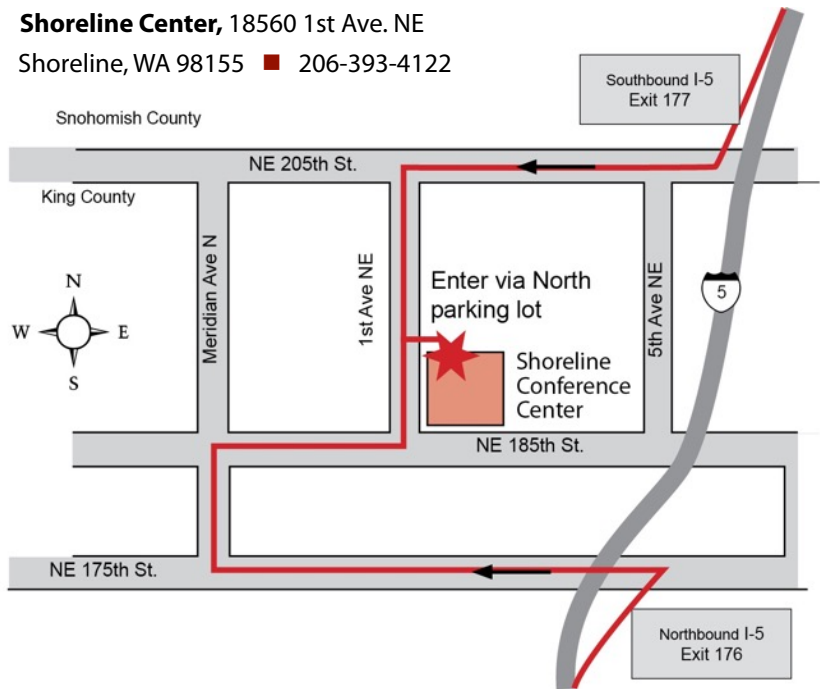 Shoreline Center, 18560 1st Ave. NE
Shoreline, WA 98155 ■ 206-393-4122
Southbound I-5
Exit 177
Snohomish County
NE 205th St.
King County
Meridian Ave N
1st Ave NE
5th Ave NE
5
Enter via North
parking lot
N
W E
S
Shoreline
Conference
Center
NE 185th St.
NE 175th St.
Northbound I-5
Exit 176